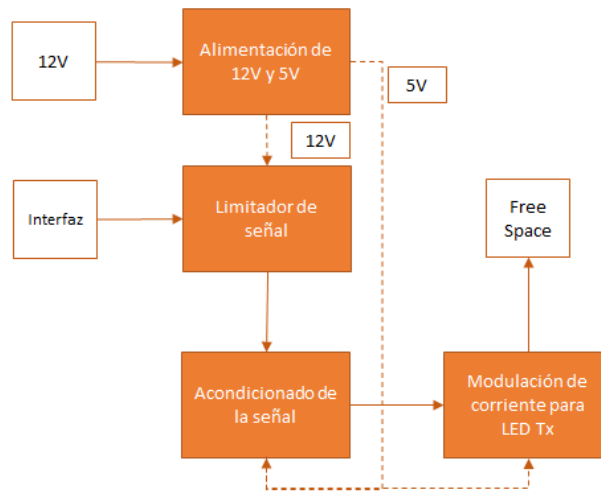 12V
Alimentación de
12V y 5V
5V
12V
Interfaz
Limitador de
señal
Free
Space
Acondicionado de
la señal
Modulación de
corriente para
LED Tx